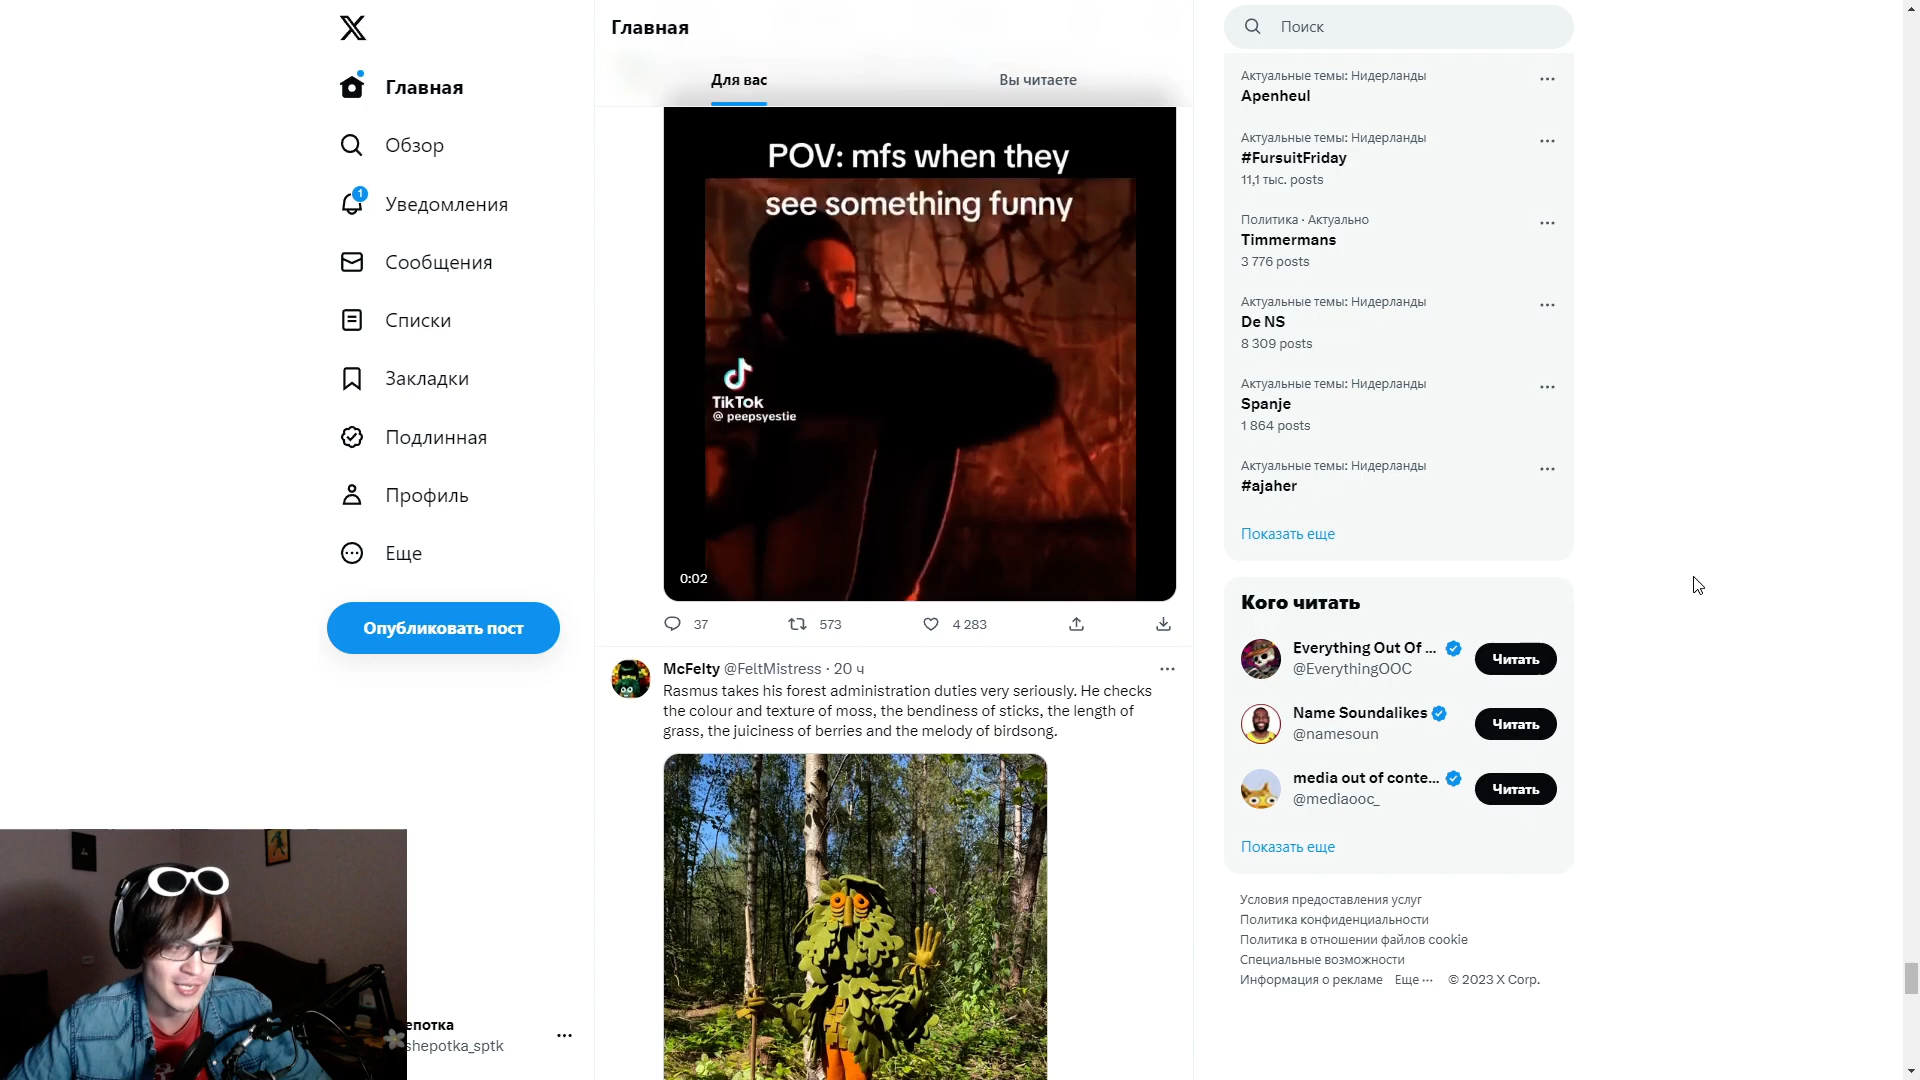 Главная
Обзор
1
Уведомления
Сообщения
Списки
Закладки
Подлинная
Профиль
Еще
Опубликовать пост
епотка
shepotka_sptk
Главная
Для вас
Вы читаете
POV: mfs when they
see something funny
TikTok
@ peepsyestie
0:02
37
573
4 283
McFelty @FeltMistress · 20 ч
Rasmus takes his forest administration duties very seriously. He checks
the colour and texture of moss, the bendiness of sticks, the length of
grass, the juiciness of berries and the melody of birdsong.
Поиск
Актуальные темы: Нидерланды
Apenheul
Актуальные темы: Нидерланды
#FursuitFriday
11,1 тыс. posts
Политика · Актуально
Timmermans
3 776 posts
Актуальные темы: Нидерланды
De NS
8 309 posts
Актуальные темы: Нидерланды
Spanje
1 864 posts
Актуальные темы: Нидерланды
#ajaher
Показать еще
Кого читать
Everything Out Of ...
@EverythingOOC
Читать
Name Soundalikes
@namesoun
Читать
media out of conte...
@mediaooc_
Читать
Показать еще
Условия предоставления услуг
Политика конфиденциальности
Политика в отношении файлов cookie
Специальные возможности
Информация о рекламе Еще ··· © 2023 X Corp.